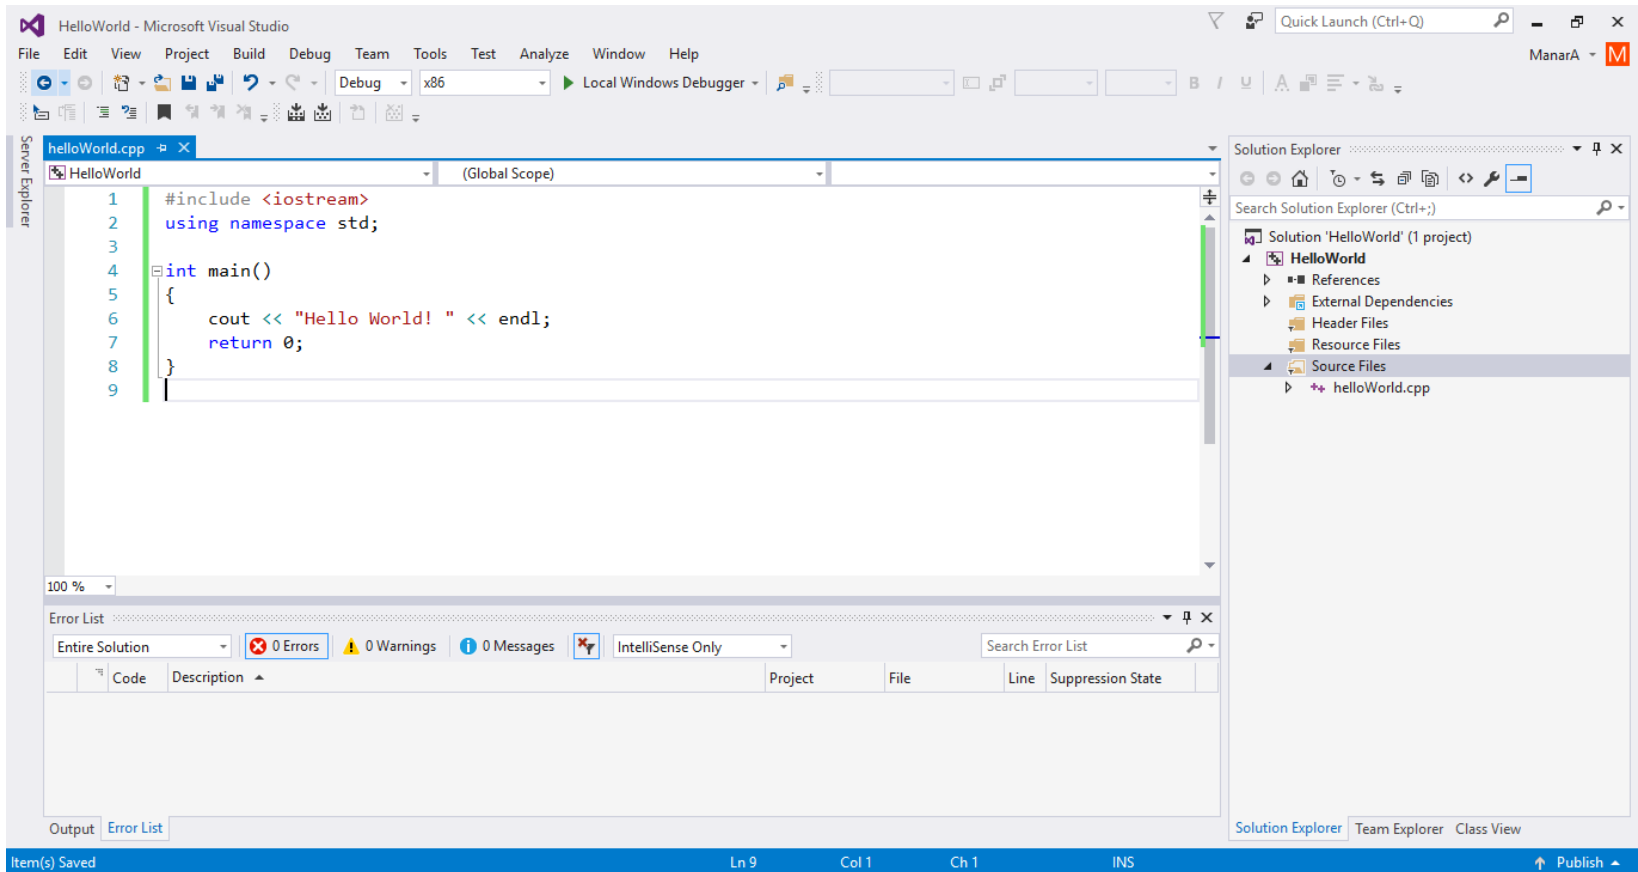 HelloWorld - Microsoft Visual Studio
Quick Launch (Ctrl+Q)
File Edit View Project Build Debug Team Tools Test Analyze Window Help
ManarA M
Debug x86 Local Windows Debugger B I U A
Server Explorer
helloWorld.cpp
HelloWorld (Global Scope)
1 #include <iostream>
2 using namespace std;
3
4 int main()
5 {
6 cout << "Hello World! " << endl;
7 return 0;
8 }
9
100 %
Error List
Entire Solution 0 Errors 0 Warnings 0 Messages IntelliSense Only Search Error List
Code Description Project File Line Suppression State
Output Error List
Solution Explorer
Search Solution Explorer (Ctrl+;)
Solution 'HelloWorld' (1 project)
HelloWorld
References
External Dependencies
Header Files
Resource Files
Source Files
helloWorld.cpp
Solution Explorer Team Explorer Class View
Item(s) Saved Ln 9 Col 1 Ch 1 INS Publish